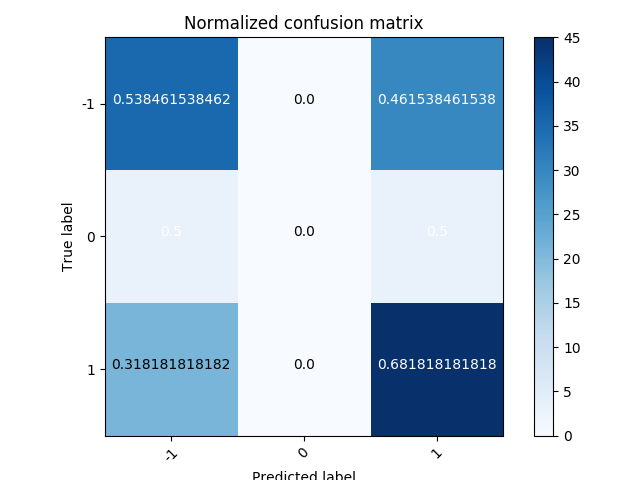 Normalized confusion matrix
-1 0.538461538462 0.0 0.461538461538
0 0.5 0.0 0.5
1 0.318181818182 0.0 0.681818181818
-1 0 1
True label
Predicted label
45
40
35
30
25
20
15
10
5
0